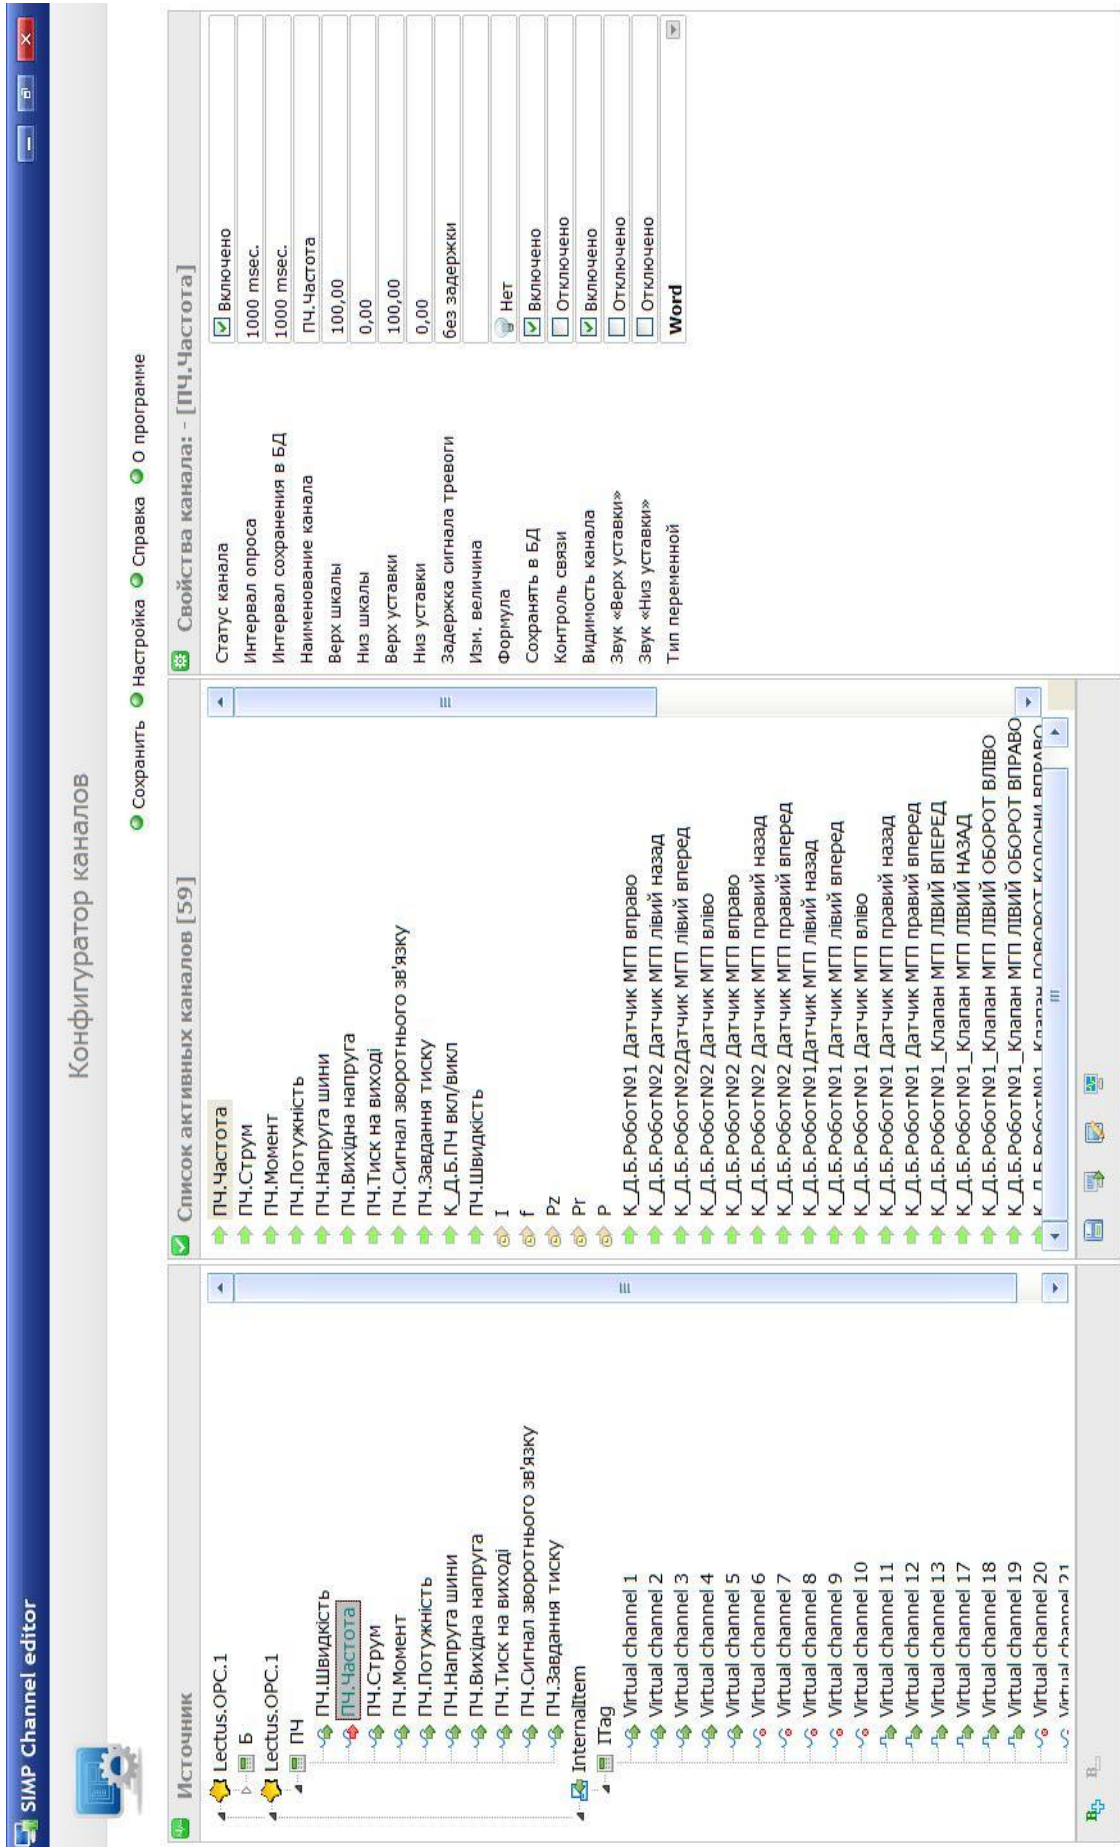 SIMP Channel editor
Конфигуратор каналов
Сохранить
Настройка
Справка
О программе
Источник
Lectus.OPC.1
Б
Lectus.OPC.1
ПЧ
ПЧ.Швидкість
ПЧ.Частота
ПЧ.Струм
ПЧ.Момент
ПЧ.Потужність
ПЧ.Напруга шини
ПЧ.Вихідна напруга
ПЧ.Тиск на виході
ПЧ.Сигнал зворотнього зв'язку
ПЧ.Завдання тиску
InternalItem
ITag
Virtual channel 1
Virtual channel 2
Virtual channel 3
Virtual channel 4
Virtual channel 5
Virtual channel 6
Virtual channel 7
Virtual channel 8
Virtual channel 9
Virtual channel 10
Virtual channel 11
Virtual channel 12
Virtual channel 13
Virtual channel 17
Virtual channel 18
Virtual channel 19
Virtual channel 20
Virtual channel 21
Список активных каналов [59]
ПЧ.Частота
ПЧ.Струм
ПЧ.Момент
ПЧ.Потужність
ПЧ.Напруга шини
ПЧ.Вихідна напруга
ПЧ.Тиск на виході
ПЧ.Сигнал зворотнього зв'язку
ПЧ.Завдання тиску
К_Д.Б.ПЧ вкл/викл
ПЧ.Швидкість
I
f
Pz
Pr
P
К_Д.Б.Робот№1 Датчик МГП вправо
К_Д.Б.Робот№2 Датчик МГП лівий назад
К_Д.Б.Робот№2Датчик МГП лівий вперед
К_Д.Б.Робот№2 Датчик МГП вліво
К_Д.Б.Робот№2 Датчик МГП вправо
К_Д.Б.Робот№2 Датчик МГП правий назад
К_Д.Б.Робот№2 Датчик МГП правий вперед
К_Д.Б.Робот№1Датчик МГП лівий назад
К_Д.Б.Робот№1 Датчик МГП лівий вперед
К_Д.Б.Робот№1 Датчик МГП вліво
К_Д.Б.Робот№1 Датчик МГП правий назад
К_Д.Б.Робот№1 Датчик МГП правий вперед
К_Д.Б.Робот№1_Клапан МГП ЛІВИЙ ВПЕРЕД
К_Д.Б.Робот№1_Клапан МГП ЛІВИЙ НАЗАД
К_Д.Б.Робот№1_Клапан МГП ЛІВИЙ ОБОРОТ ВЛІВО
К_Д.Б.Робот№1_Клапан МГП ЛІВИЙ ОБОРОТ ВПРАВО
К_Д.Б.Робот№1_Клапан ПОВОРОТ КОЛОНИ ВПРАВО
Свойства канала: - [ПЧ.Частота]
Статус канала Включено
Интервал опроса 1000 msec.
Интервал сохранения в БД 1000 msec.
Наименование канала ПЧ.Частота
Верх шкалы 100,00
Низ шкалы 0,00
Верх уставки 100,00
Низ уставки 0,00
Задержка сигнала тревоги без задержки
Изм. величина
Формула Нет
Сохранять в БД Включено
Контроль связи Отключено
Видимость канала Включено
Звук «Верх уставки» Отключено
Звук «Низ уставки» Отключено
Тип переменной Word